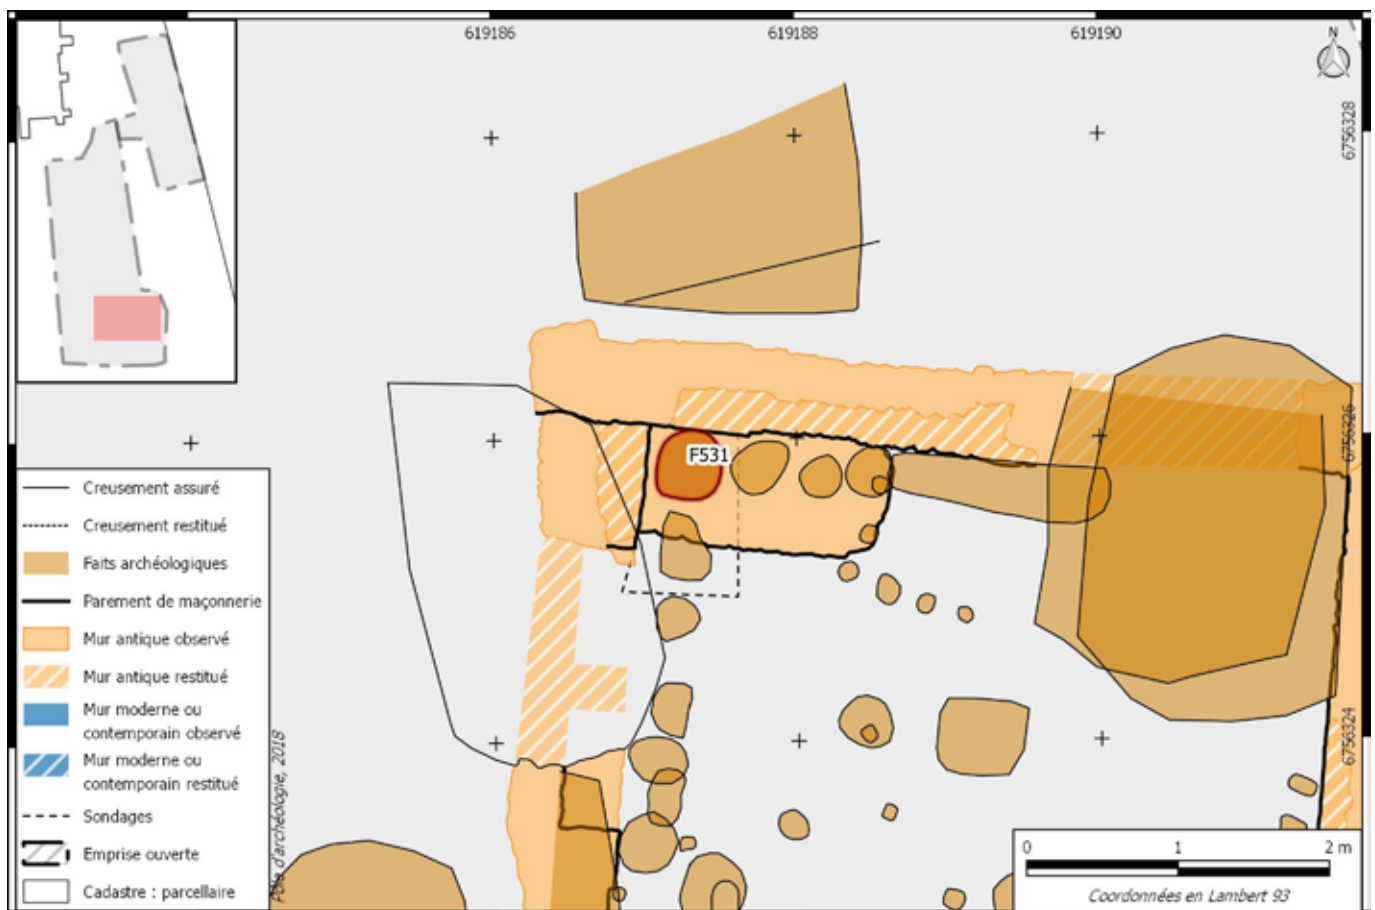 619186
619188
619190
N
6756328
6756326
F531
6756324
Creusement assuré
Creusement restitué
Faits archéologiques
Parement de maçonnerie
Mur antique observé
Mur antique restitué
Mur moderne ou
contemporain observé
Mur moderne ou
contemporain restitué
Sondages
Emprise ouverte
Cadastre : parcellaire
Pôle d'archéologie, 2018
0 1 2 m
Coordonnées en Lambert 93